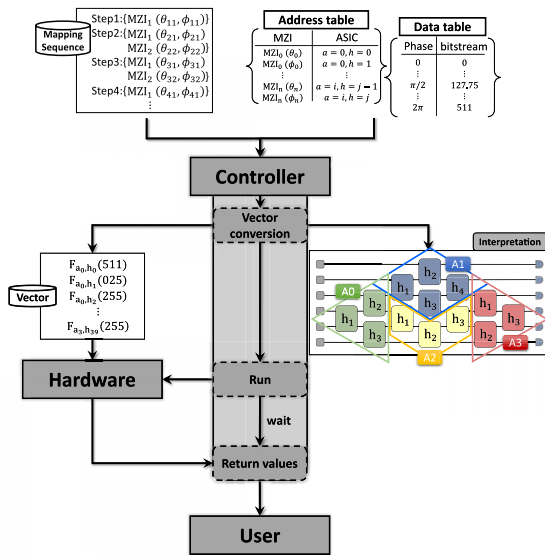 Mapping
Sequence
Step1:{MZI₁ (θ₁₁, ϕ₁₁)}
Step2:{MZI₁ (θ₂₁, ϕ₂₁)
MZI₂ (θ₂₂, ϕ₂₂)}
Step3:{MZI₁ (θ₃₁, ϕ₃₁)
MZI₂ (θ₃₂, ϕ₃₂)}
Step4:{MZI₁ (θ₄₁, ϕ₄₁)}
⋮
Address table
MZI ASIC
MZI₀ (θ₀) a = 0, h = 0
MZI₀ (ϕ₀) a = 0, h = 1
⋮ ⋮
MZIₙ (θₙ) a = i, h = j − 1
MZIₙ (ϕₙ) a = i, h = j
Data table
Phase bitstream
0 0
⋮ ⋮
π/2 127.75
⋮ ⋮
2π 511
Controller
Vector
conversion
Vector
F a₀,h₀ (511)
F a₀,h₁ (025)
F a₀,h₂ (255)
⋮
F a₃,h₃₉ (255)
Interpretation
A1
h₂
h₁ h₄
h₃
A0
h₂
h₁
h₃
h₁ h₃
h₂
A2
h₁
h₃
h₂
A3
Hardware
Run
wait
Return values
User